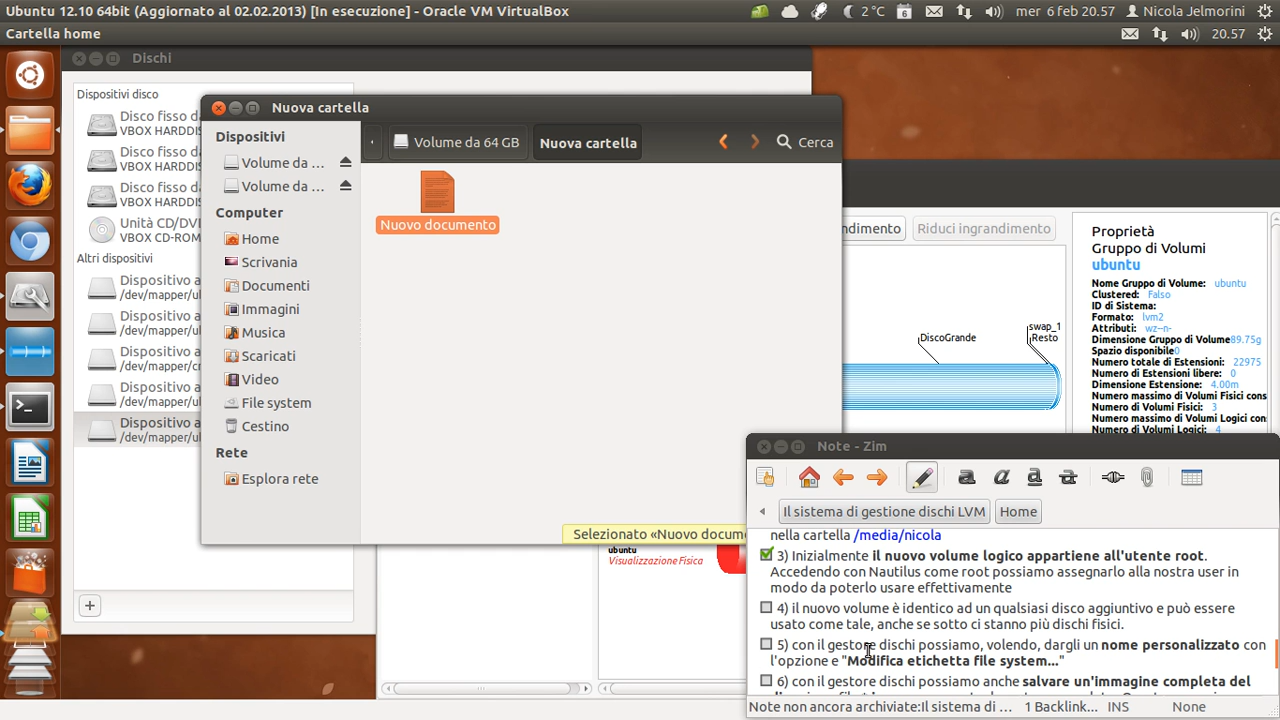 Ubuntu 12.10 64bit (Aggiornato al 02.02.2013) [In esecuzione] - Oracle VM VirtualBox
2 °C
6
mer 6 feb 20.57
Nicola Jelmorini
Cartella home
20.57
Dischi
Dispositivi disco
Disco fisso da
VBOX HARDDIS
Disco fisso da
VBOX HARDDIS
Disco fisso da
VBOX HARDDIS
Unità CD/DVD
VBOX CD-ROM
Altri dispositivi
Dispositivo a
/dev/mapper/ul
Dispositivo a
/dev/mapper/ul
Dispositivo a
/dev/mapper/cr
Dispositivo a
/dev/mapper/ul
Dispositivo a
/dev/mapper/ul
+
Nuova cartella
Dispositivi
Volume da ...
Volume da ...
Computer
Home
Scrivania
Documenti
Immagini
Musica
Scaricati
Video
File system
Cestino
Rete
Esplora rete
Volume da 64 GB
Nuova cartella
Cerca
Nuovo documento
Selezionato «Nuovo docume
ndimento
Riduci ingrandimento
DiscoGrande
swap_1
Resto
ubuntu
Visualizzazione Fisica
Proprietà
Gruppo di Volumi
ubuntu
Nome Gruppo di Volume: ubuntu
Clustered: Falso
ID di Sistema:
Formato: lvm2
Attributi: wz--n-
Dimensione Gruppo di Volume89.75g
Spazio disponibile0
Numero totale di Estensioni: 22975
Numero di Estensioni libere: 0
Dimensione Estensione: 4.00m
Numero massimo di Volumi Fisici cons
Numero di Volumi Fisici: 3
Numero massimo di Volumi Logici con
Numero di Volumi Logici: 4
Note - Zim
Il sistema di gestione dischi LVM
Home
nella cartella /media/nicola
3) Inizialmente il nuovo volume logico appartiene all'utente root.
Accedendo con Nautilus come root possiamo assegnarlo alla nostra user in
modo da poterlo usare effettivamente
4) il nuovo volume è identico ad un qualsiasi disco aggiuntivo e può essere
usato come tale, anche se sotto ci stanno più dischi fisici.
5) con il gestore dischi possiamo, volendo, dargli un nome personalizzato con
l'opzione e "Modifica etichetta file system..."
6) con il gestore dischi possiamo anche salvare un'immagine completa del
Note non ancora archiviate:Il sistema di ...
1 Backlink...
INS
None